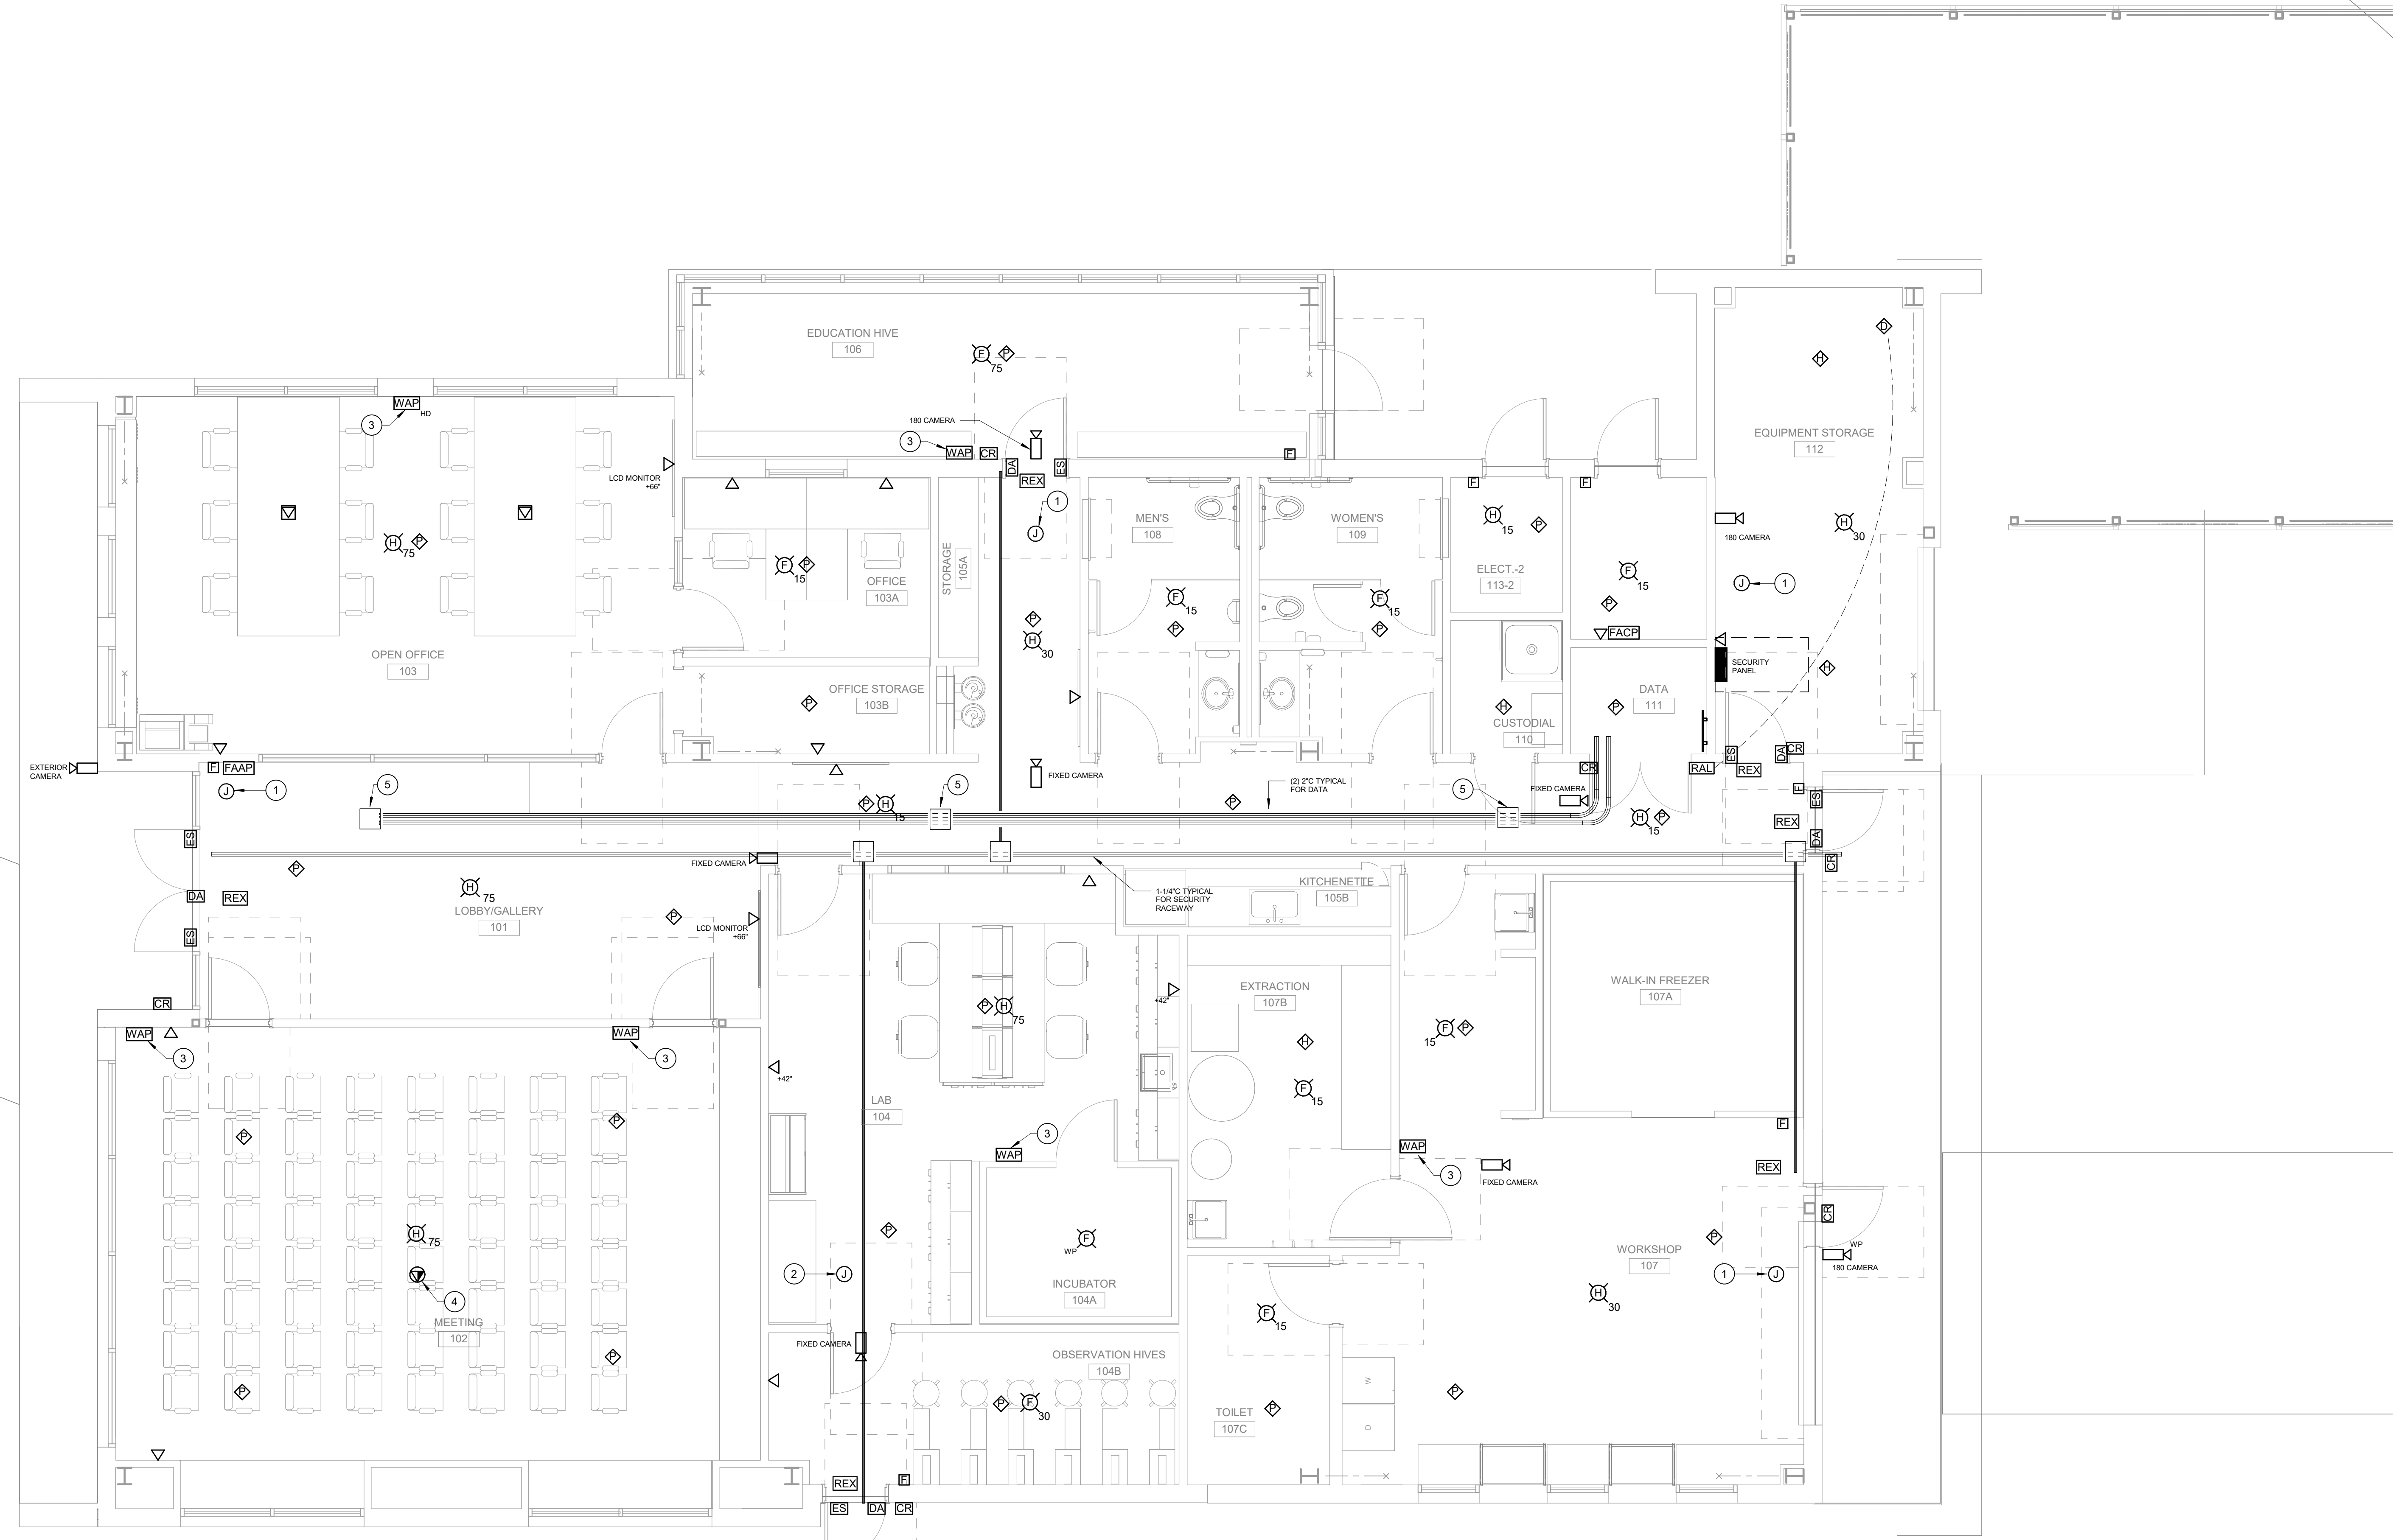 D
H
EDUCATION HIVE
106
F
P
75
WAP
HD
3
180 CAMERA
3
WAP
CR
DA
ES
F
REX
EQUIPMENT STORAGE
112
LCD MONITOR
+66"
F
F
1
J
MEN'S
108
WOMEN'S
109
H
15
P
180 CAMERA
H
30
H
75
P
F
15
P
OFFICE
103A
STORAGE
105A
ELECT.-2
113-2
F
15
J
1
F
15
P
F
15
P
P
P
H
30
FACP
OPEN OFFICE
103
SECURITY
PANEL
H
OFFICE STORAGE
103B
P
DATA
111
P
H
CUSTODIAL
110
EXTERIOR
CAMERA
F
FAAP
FIXED CAMERA
CR
RAL
ES
REX
DA
CR
J
1
5
5
5
(2) 2"C TYPICAL
FOR DATA
FIXED CAMERA
F
ES
P
H
15
P
H
15
P
REX
ES
DA
CR
FIXED CAMERA
P
DA
REX
H
75
LOBBY/GALLERY
101
P
LCD MONITOR
+66"
1-1/4"C TYPICAL
FOR SECURITY
RACEWAY
KITCHENETTE
105B
ES
CR
WALK-IN FREEZER
107A
EXTRACTION
107B
+42"
P
H
75
WAP
3
WAP
3
H
F
15
15
F
P
+42"
LAB
104
P
P
F
3
WAP
WAP
3
FIXED CAMERA
REX
CR
P
H
75
F
WP
P
WORKSHOP
107
WP
180 CAMERA
4
2
J
INCUBATOR
104A
1
J
H
30
MEETING
102
F
15
FIXED CAMERA
P
P
OBSERVATION HIVES
104B
P
F
30
W
D
P
TOILET
107C
P
REX
F
ES
DA
CR